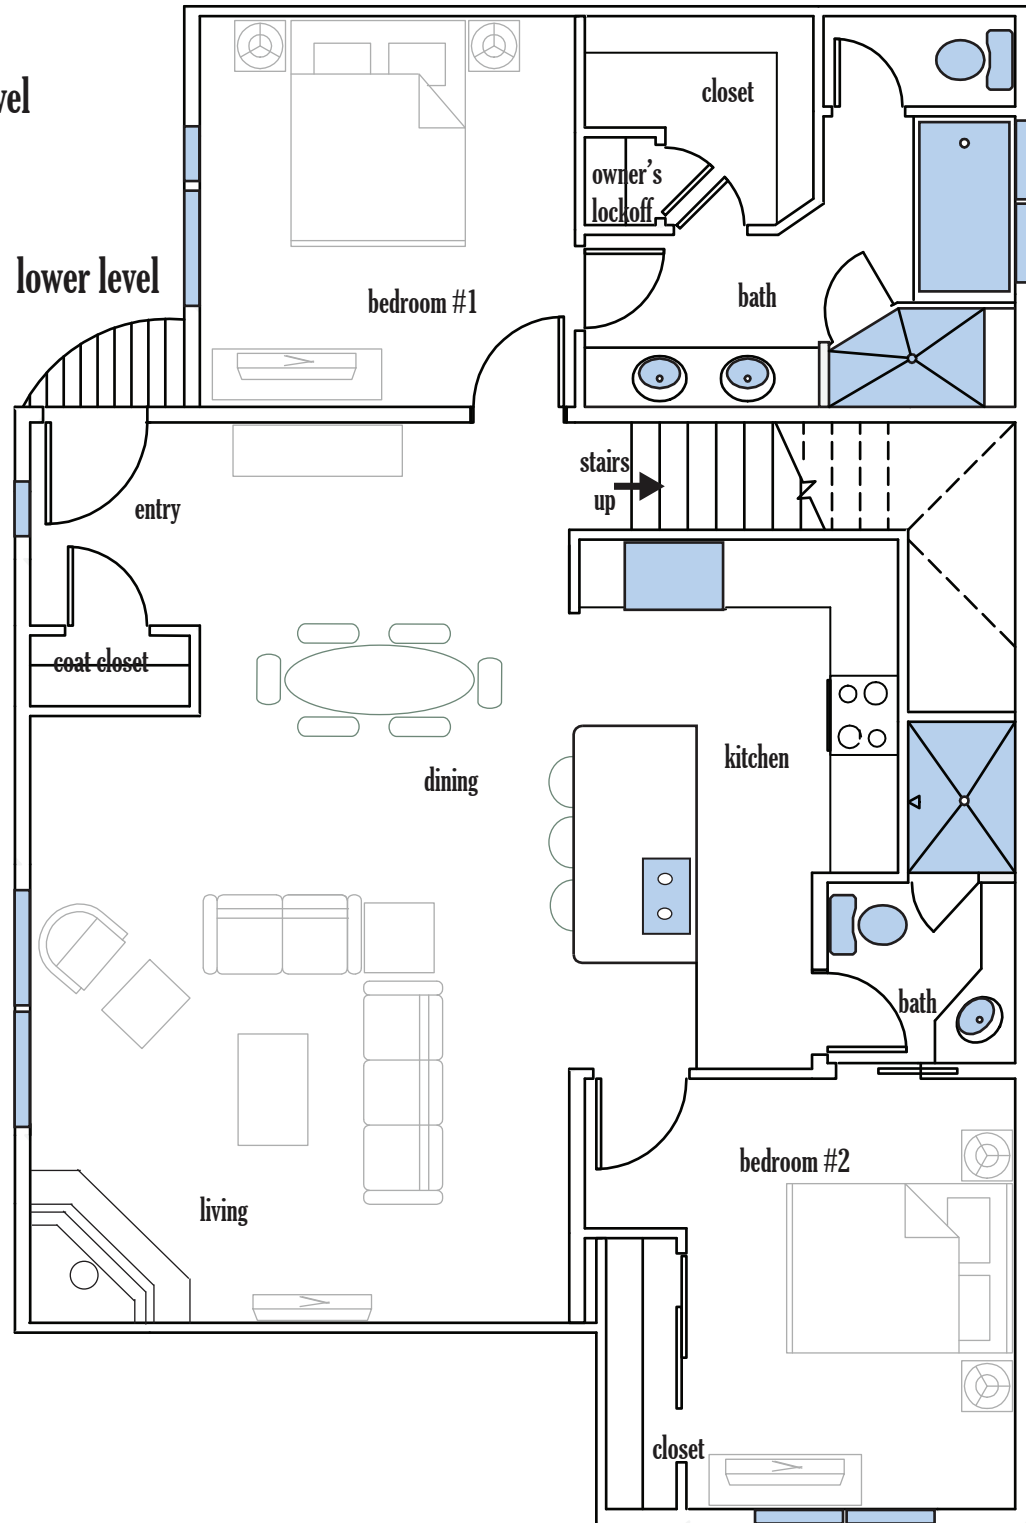 vel
lower level
closet
owner's
lockoff
bedroom #1
bath
stairs
up
entry
coat closet
dining
kitchen
bath
bedroom #2
living
closet